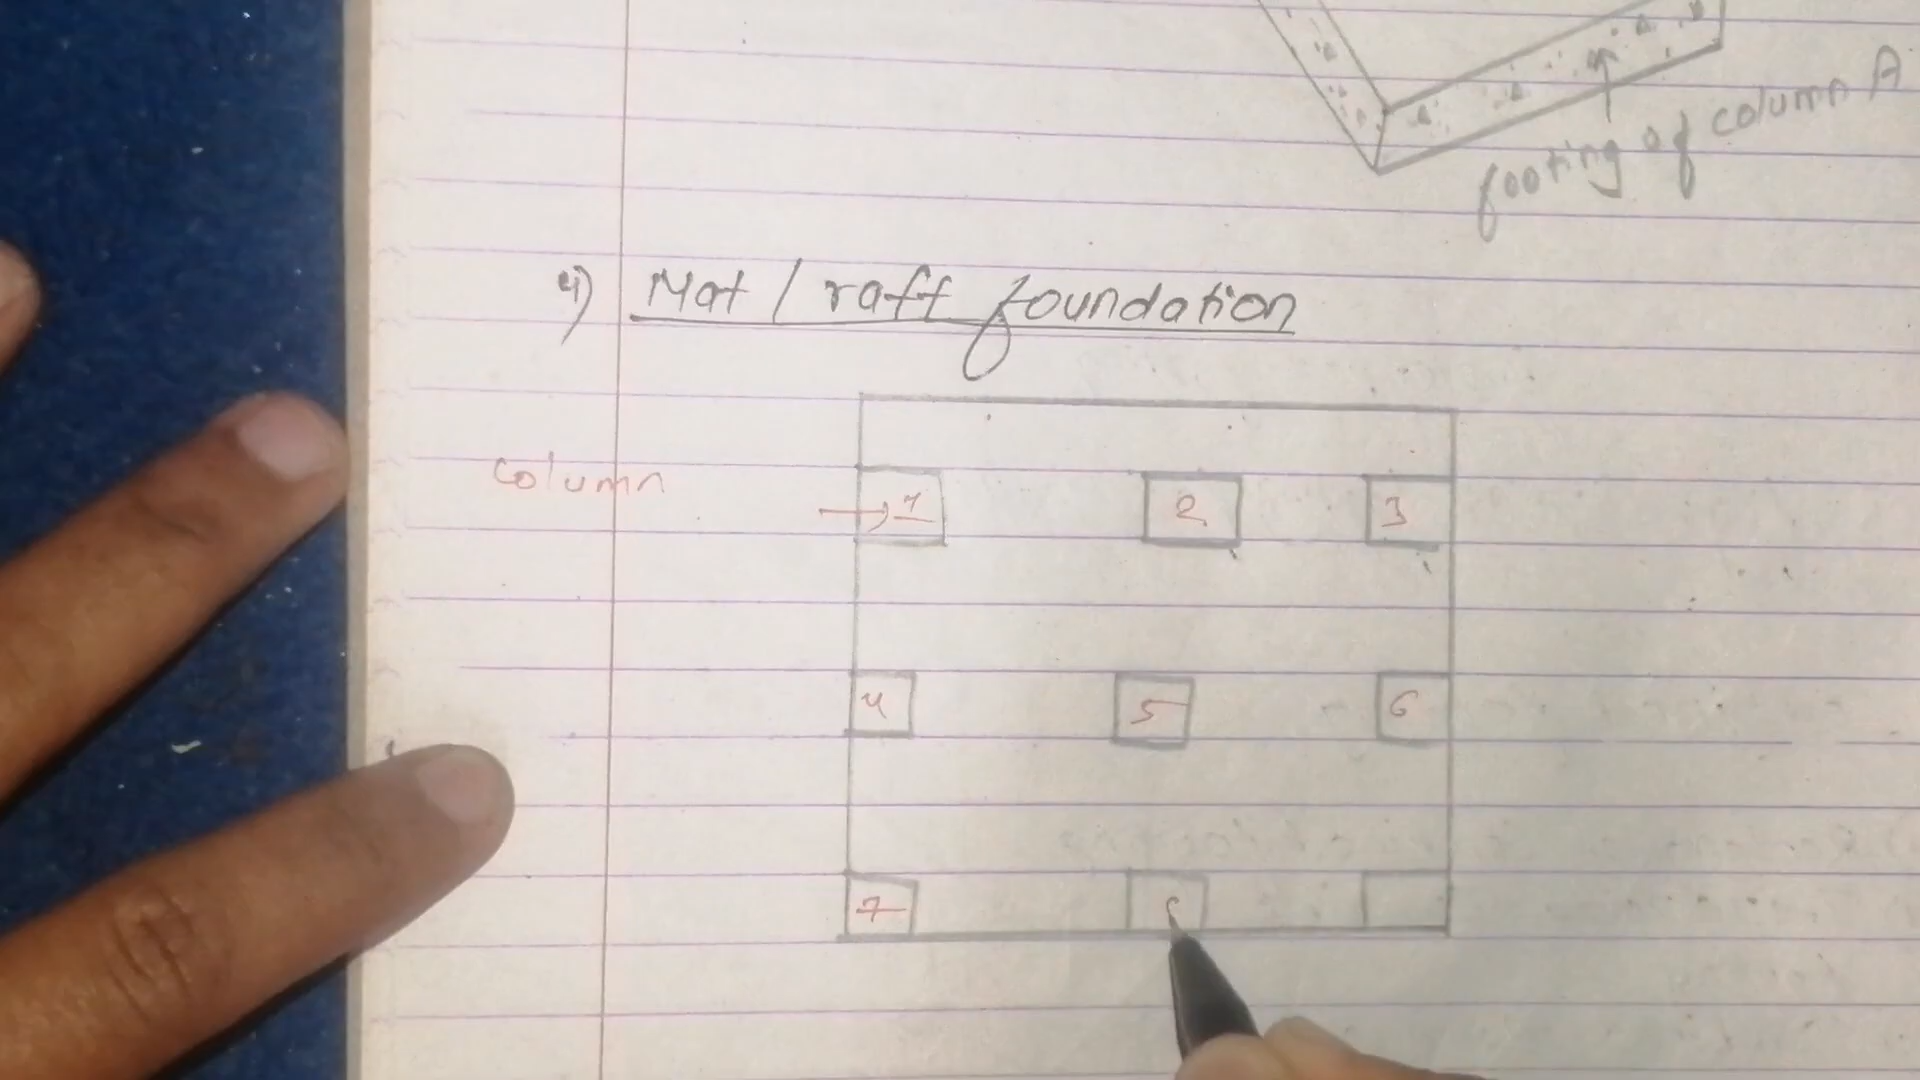 footing of column A
4) Mat / raft foundation
column
→ 1 2 3
4 5 6
7